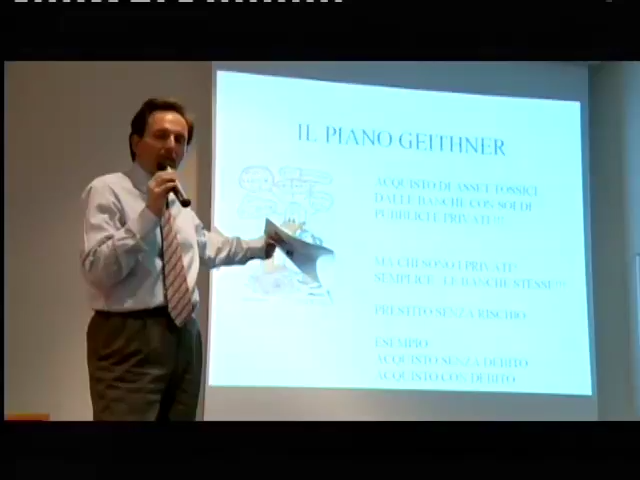 IL PIANO GEITHNER
ACQUISTO DI ASSET TOSSICI
DALLE BANCHE CON SOLDI
PUBBLICI E PRIVATI!!!
MA CHI SONO I PRIVATI?
SEMPLICE: LE BANCHE STESSE!!!
PRESTITO SENZA RISCHIO
ESEMPIO:
ACQUISTO SENZA DEBITO
ACQUISTO CON DEBITO